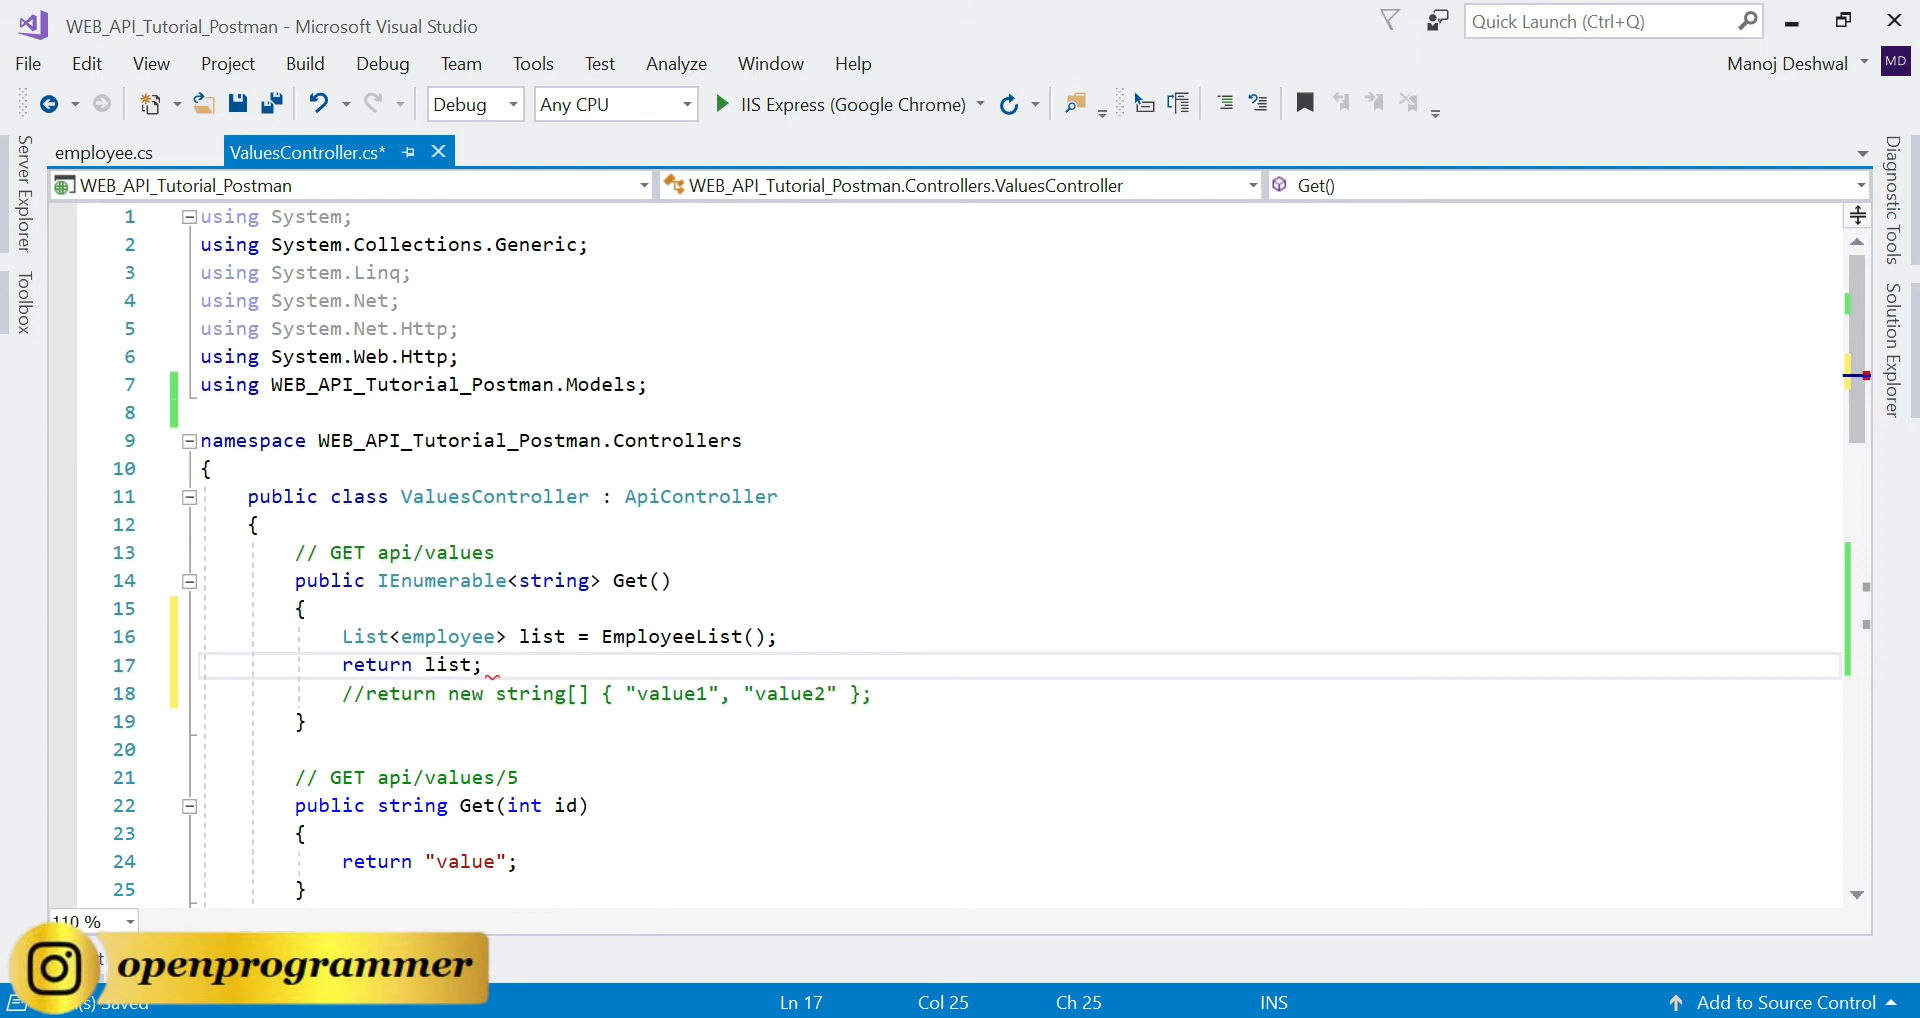 WEB_API_Tutorial_Postman - Microsoft Visual Studio
Quick Launch (Ctrl+Q)
File Edit View Project Build Debug Team Tools Test Analyze Window Help
Manoj Deshwal MD
Debug Any CPU IIS Express (Google Chrome)
employee.cs ValuesController.cs*
WEB_API_Tutorial_Postman WEB_API_Tutorial_Postman.Controllers.ValuesController Get()
Server Explorer
Toolbox
Diagnostic Tools
Solution Explorer
1 using System;
2 using System.Collections.Generic;
3 using System.Linq;
4 using System.Net;
5 using System.Net.Http;
6 using System.Web.Http;
7 using WEB_API_Tutorial_Postman.Models;
8
9 namespace WEB_API_Tutorial_Postman.Controllers
10 {
11 public class ValuesController : ApiController
12 {
13 // GET api/values
14 public IEnumerable<string> Get()
15 {
16 List<employee> list = EmployeeList();
17 return list;
18 //return new string[] { "value1", "value2" };
19 }
20
21 // GET api/values/5
22 public string Get(int id)
23 {
24 return "value";
25 }
110 %
openprogrammer
Saved Ln 17 Col 25 Ch 25 INS Add to Source Control